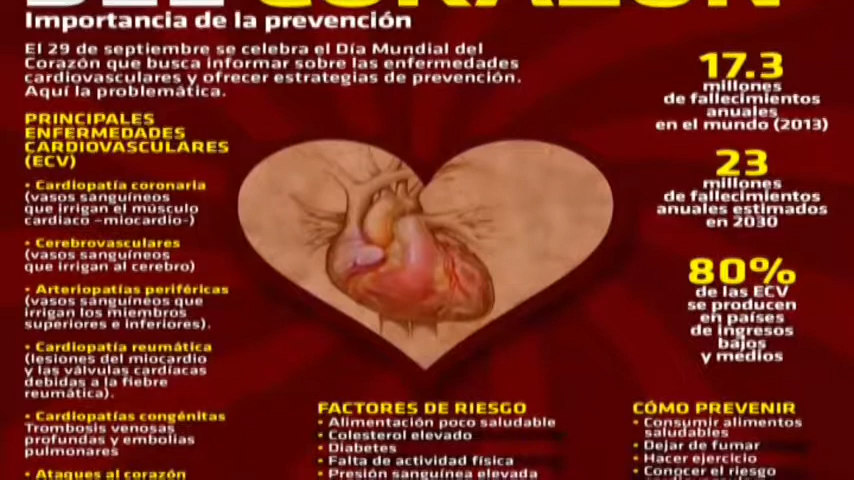 DEL CORAZÓN
Importancia de la prevención
El 29 de septiembre se celebra el Día Mundial del
Corazón que busca informar sobre las enfermedades
cardiovasculares y ofrecer estrategias de prevención.
Aquí la problemática.
PRINCIPALES
ENFERMEDADES
CARDIOVASCULARES
(ECV)
• Cardiopatía coronaria
(vasos sanguíneos
que irrigan el músculo
cardiaco –miocardio-)
• Cerebrovasculares
(vasos sanguíneos
que irrigan al cerebro)
• Arteriopatías periféricas
(vasos sanguíneos que
irrigan los miembros
superiores e inferiores).
• Cardiopatía reumática
(lesiones del miocardio
y las válvulas cardíacas
debidas a la fiebre
reumática).
• Cardiopatías congénitas
Trombosis venosas
profundas y embolias
pulmonares
• Ataques al corazón
17.3
millones
de fallecimientos
anuales
en el mundo (2013)
23
millones
de fallecimientos
anuales estimados
en 2030
80%
de las ECV
se producen
en países
de ingresos
bajos
y medios
FACTORES DE RIESGO
• Alimentación poco saludable
• Colesterol elevado
• Diabetes
• Falta de actividad física
• Presión sanguínea elevada
CÓMO PREVENIR
• Consumir alimentos
saludables
• Dejar de fumar
• Hacer ejercicio
• Conocer el riesgo